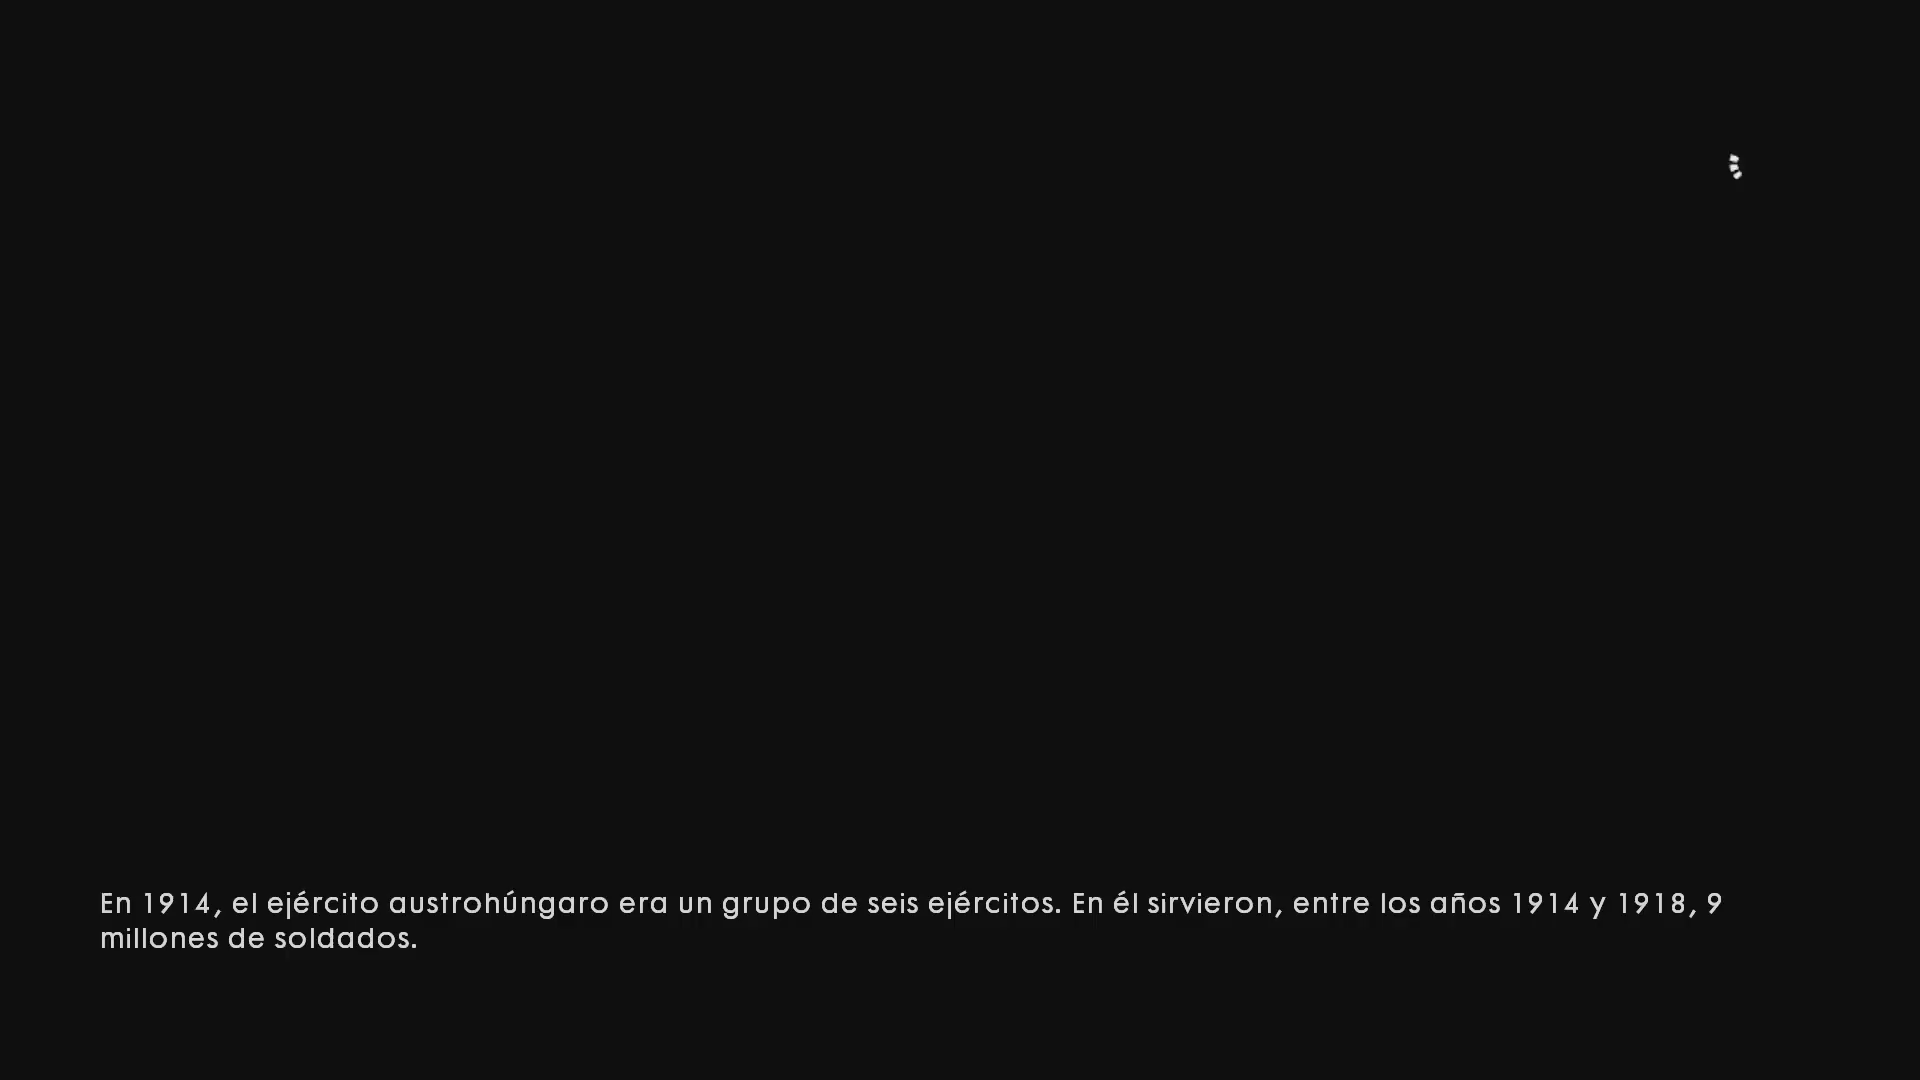 En 1914, el ejército austrohúngaro era un grupo de seis ejércitos. En él sirvieron, entre los años 1914 y 1918, 9
millones de soldados.